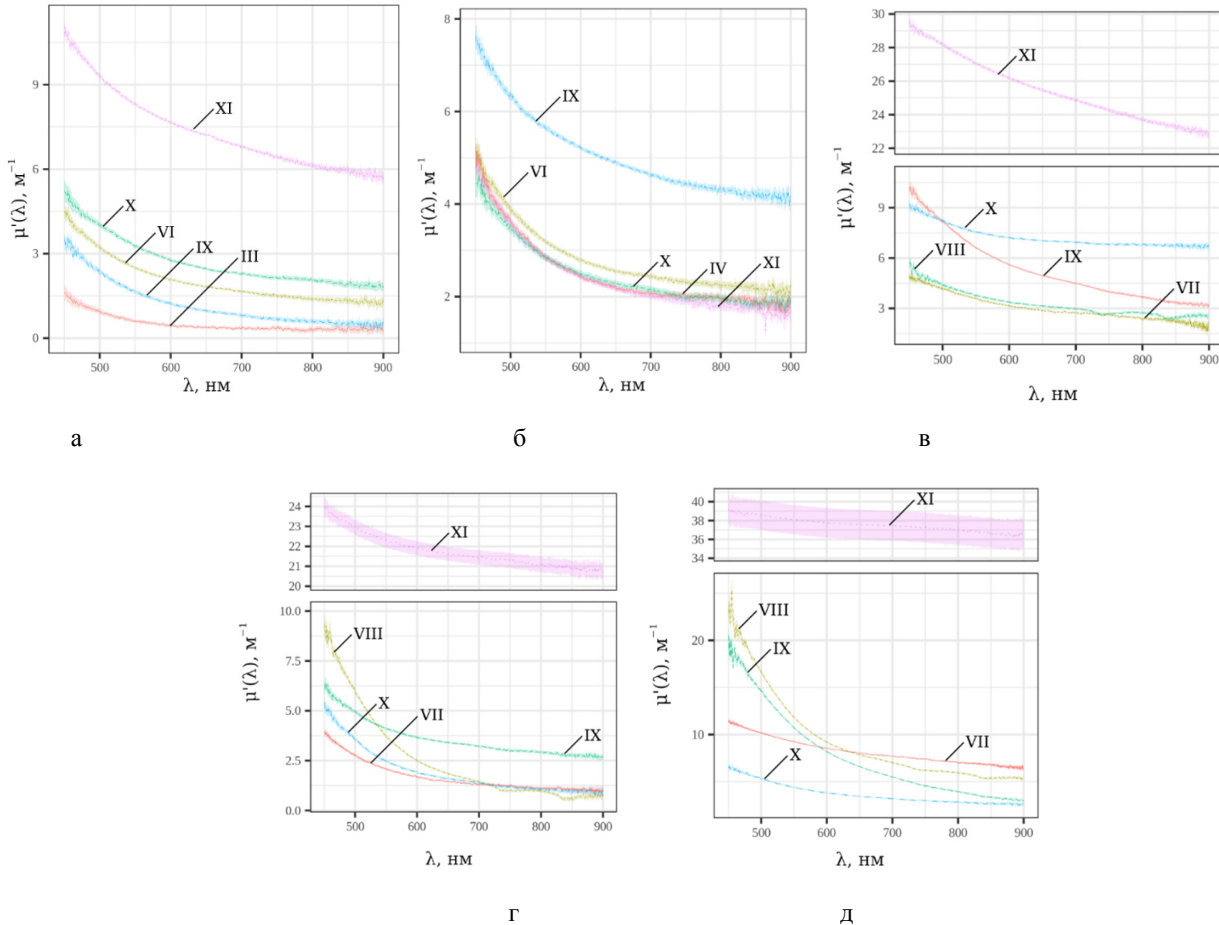 μ'(λ), м⁻¹
9
6
3
0
XI
X
VI
IX
III
500 600 700 800 900
λ, нм
а
μ'(λ), м⁻¹
8
6
4
2
IX
VI
X
IV
XI
500 600 700 800 900
λ, нм
б
μ'(λ), м⁻¹
30
28
26
24
22
XI
9
6
3
X
VIII
IX
VII
500 600 700 800 900
λ, нм
в
μ'(λ), м⁻¹
24
23
22
21
20
XI
10.0
7.5
5.0
2.5
0.0
VIII
X
VII
IX
500 600 700 800 900
λ, нм
г
μ'(λ), м⁻¹
40
38
36
34
XI
20
10
VIII
IX
VII
X
500 600 700 800 900
λ, нм
д